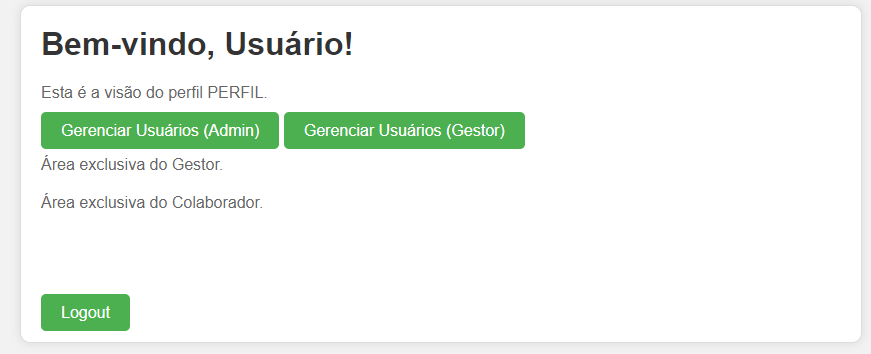 Bem-vindo, Usuário!
Esta é a visão do perfil PERFIL.
Gerenciar Usuários (Admin) Gerenciar Usuários (Gestor)
Área exclusiva do Gestor.
Área exclusiva do Colaborador.
Logout